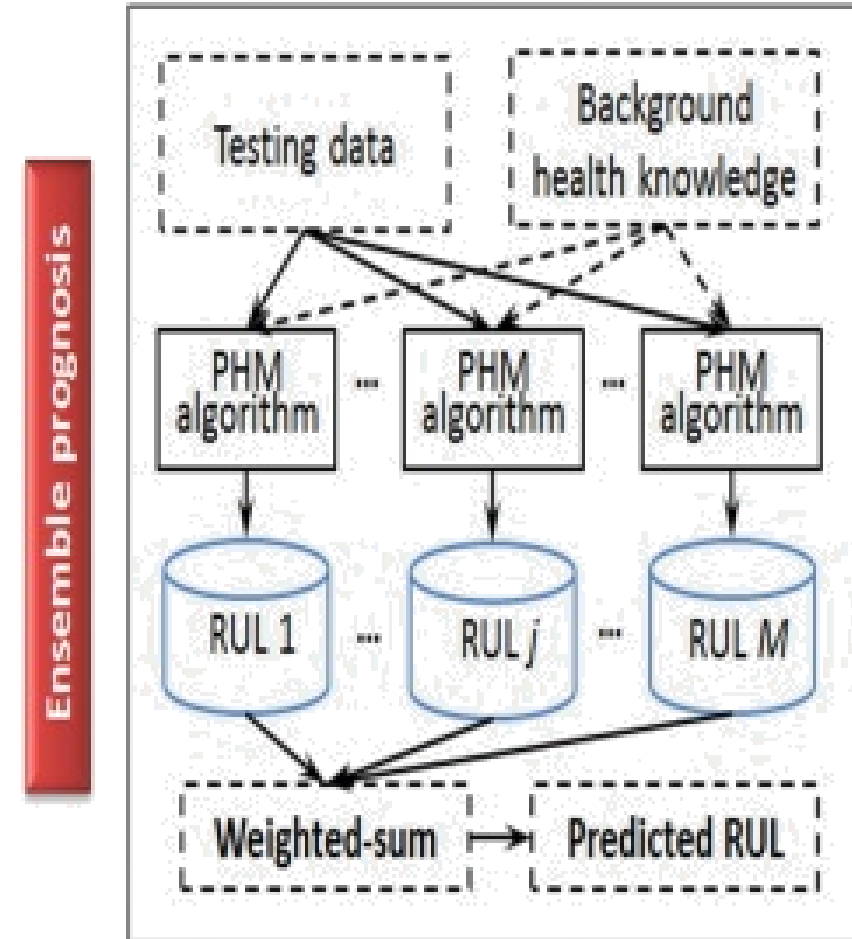 Ensemble prognosis
Testing data
Background
health knowledge
PHM
algorithm
...
PHM
algorithm
...
PHM
algorithm
RUL 1
...
RUL j
...
RUL M
Weighted-sum
Predicted RUL